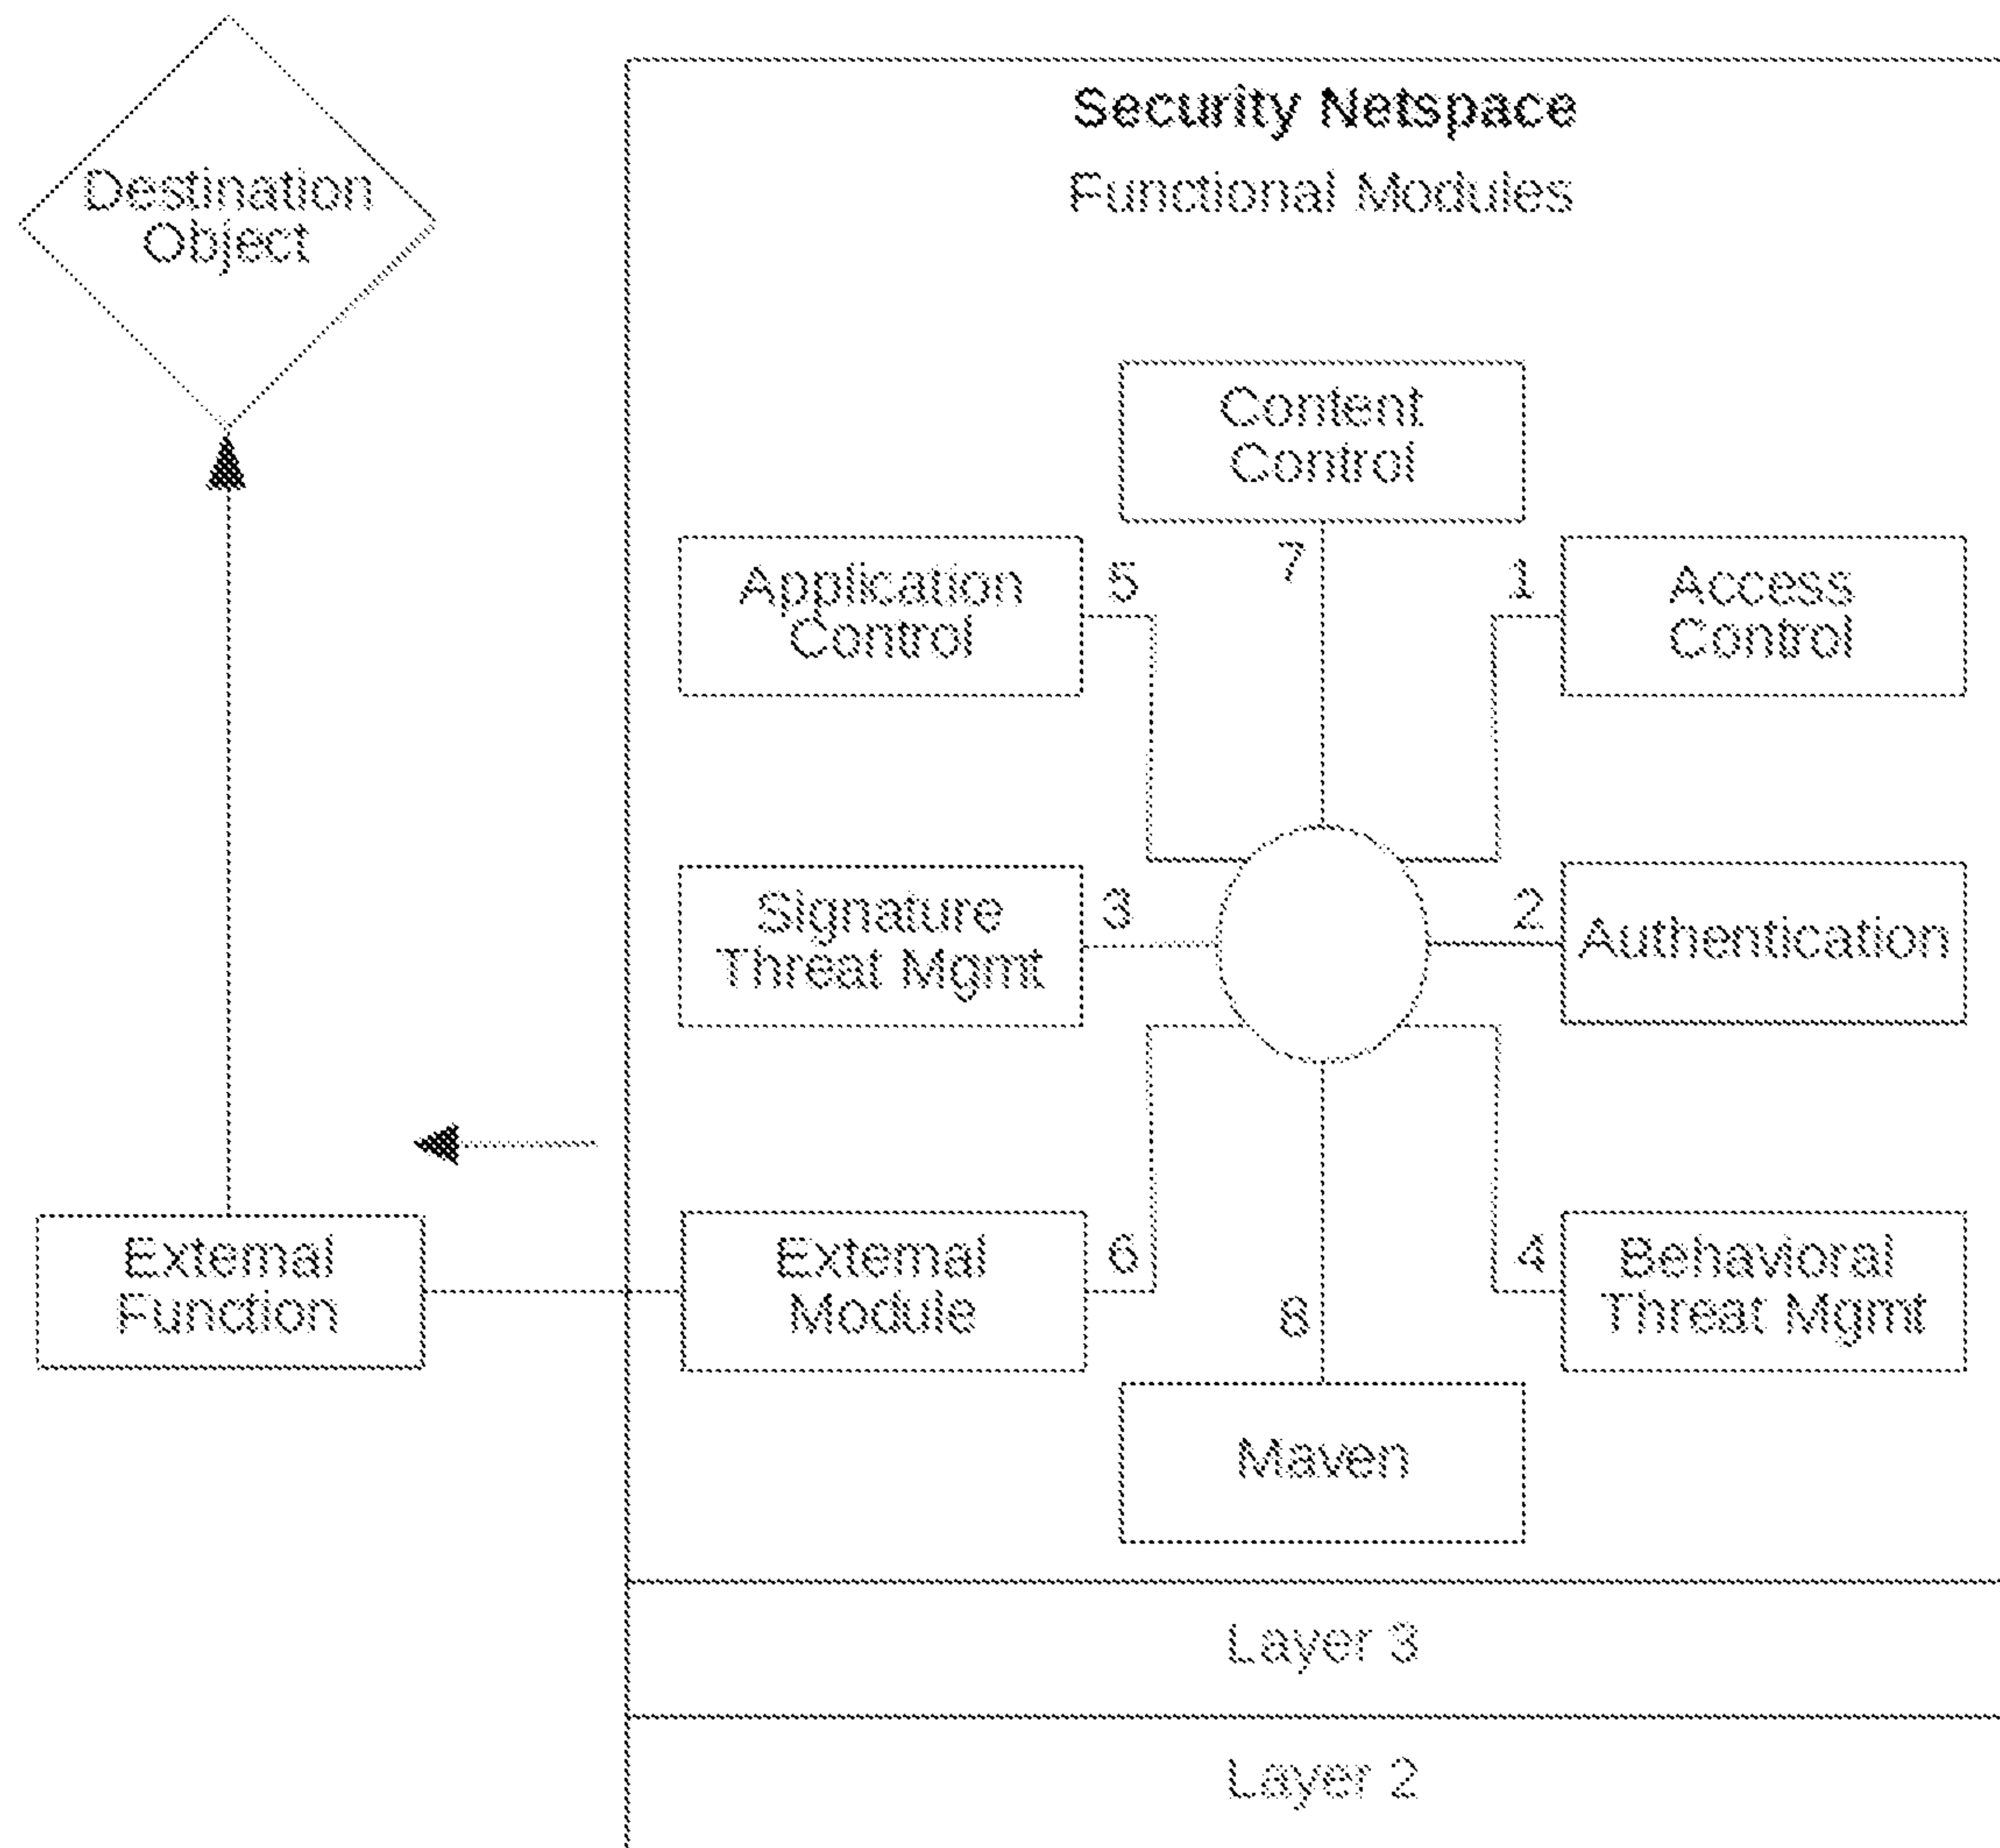 Destination
Object
Security Netspace
Functional Modules
Content
Control
7
Application
Control
5
1
Access
Control
Signature
Threat Mgmt
3
2
Authentication
External
Function
External
Module
6
8
4
Behavioral
Threat Mgmt
Maven
Layer 3
Layer 2